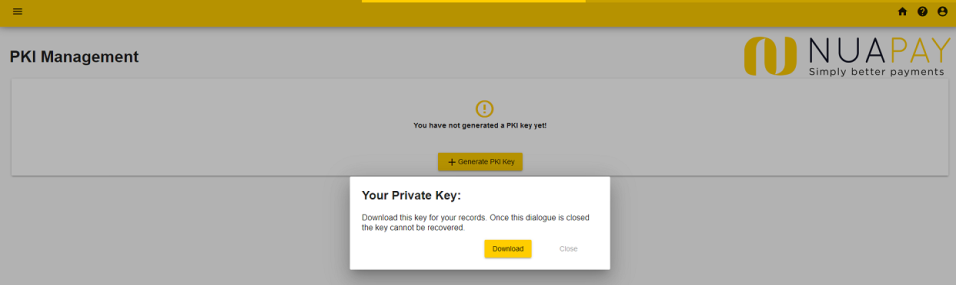 PKI Management
NUAPAY
Simply better payments
You have not generated a PKI key yet!
+ Generate PKI Key
Your Private Key:
Download this key for your records. Once this dialogue is closed
the key cannot be recovered.
Download
Close